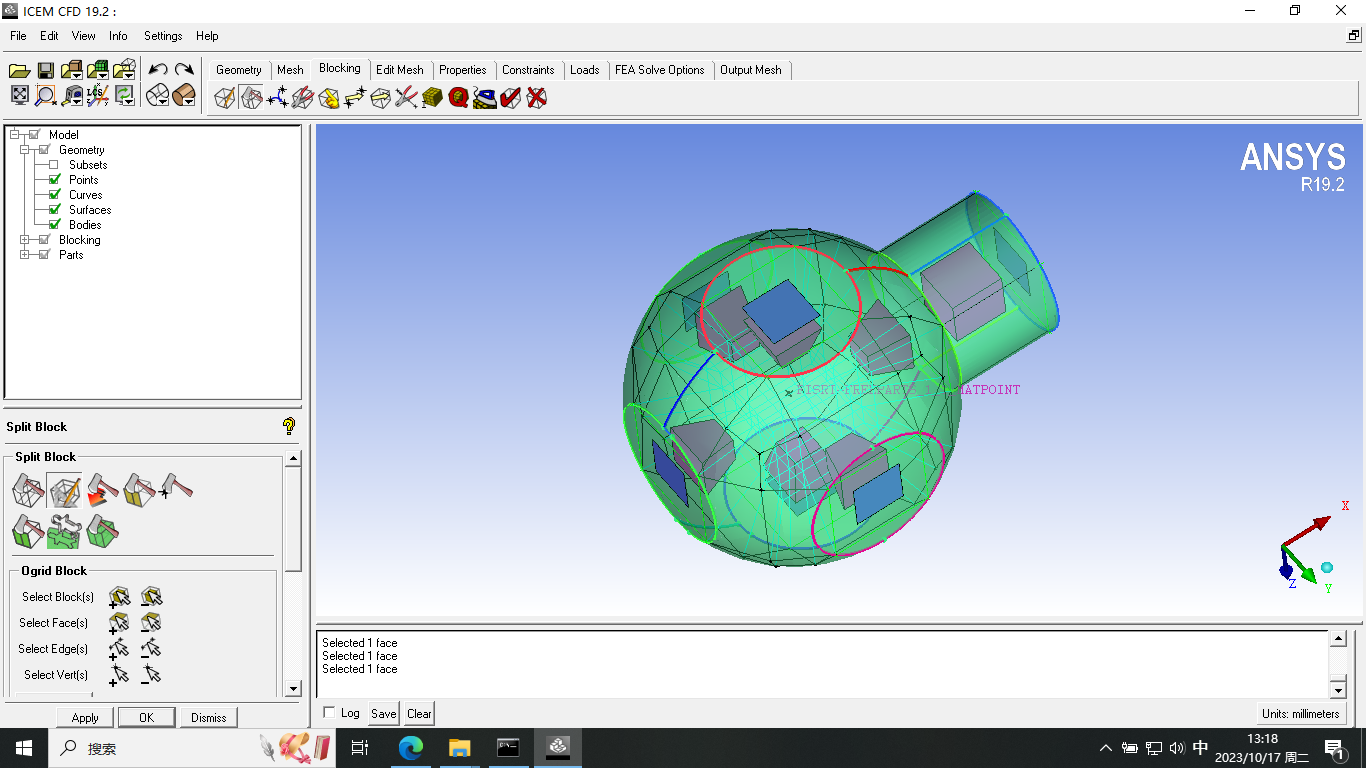 ICEM CFD 19.2 :
File Edit View Info Settings Help
Geometry Mesh Blocking Edit Mesh Properties Constraints Loads FEA Solve Options Output Mesh
Model
Geometry
Subsets
Points
Curves
Surfaces
Bodies
Blocking
Parts
ANSYS
R19.2
MATPOINT
X
Y
Z
Split Block
Split Block
Ogrid Block
Select Block(s)
Select Face(s)
Select Edge(s)
Select Vert(s)
Apply OK Dismiss
Selected 1 face
Selected 1 face
Selected 1 face
Log Save Clear
Units: millimeters
搜索
中
13:18
2023/10/17 周二
1